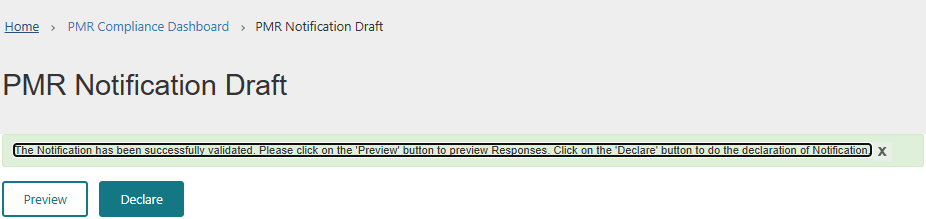 Home > PMR Compliance Dashboard > PMR Notification Draft
PMR Notification Draft
The Notification has been successfully validated. Please click on the 'Preview' button to preview Responses. Click on the 'Declare' button to do the declaration of Notification. x
Preview Declare